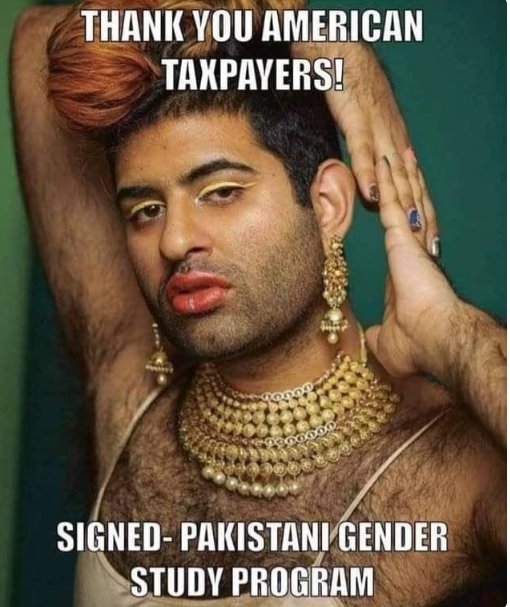 THANK YOU AMERICAN
TAXPAYERS!
SIGNED- PAKISTANI GENDER
STUDY PROGRAM